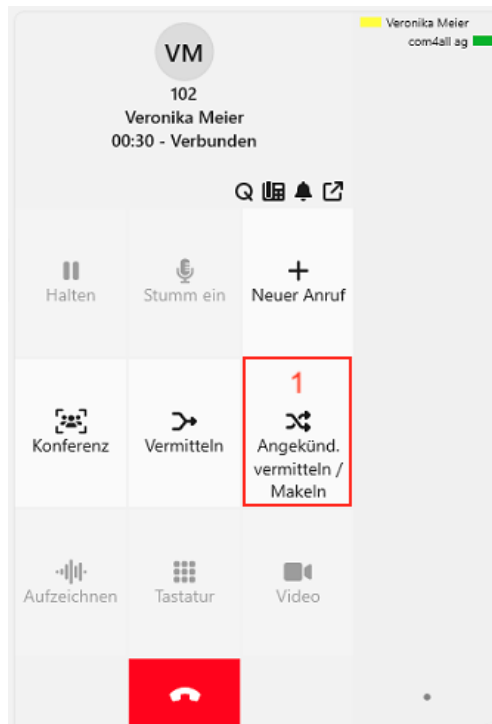 Veronika Meier
com4all ag
VM
102
Veronika Meier
00:30 - Verbunden
Halten
Stumm ein
Neuer Anruf
1
Konferenz
Vermitteln
Angekünd.
vermitteln /
Makeln
Aufzeichnen
Tastatur
Video